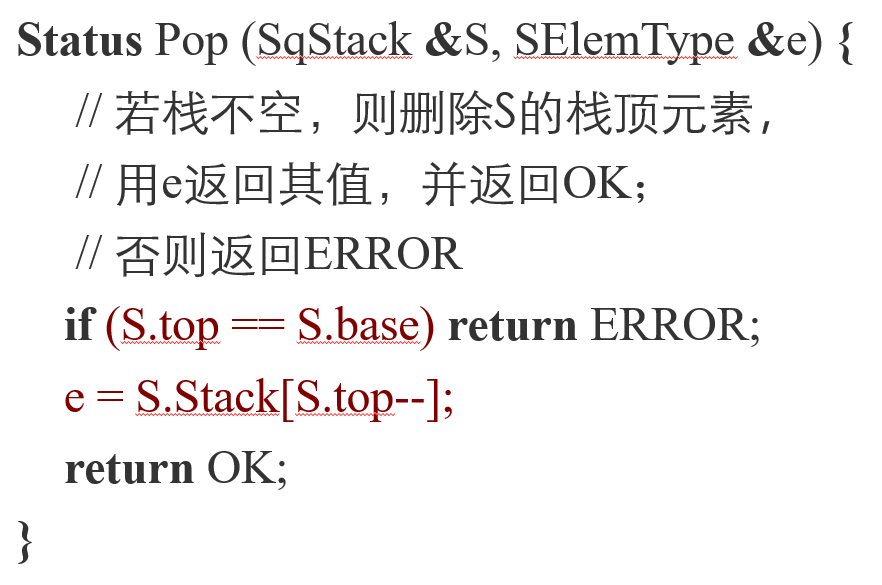 Status Pop (SqStack &S, SElemType &e) {
// 若栈不空，则删除S的栈顶元素，
// 用e返回其值，并返回OK；
// 否则返回ERROR
if (S.top == S.base) return ERROR;
e = S.Stack[S.top--];
return OK;
}